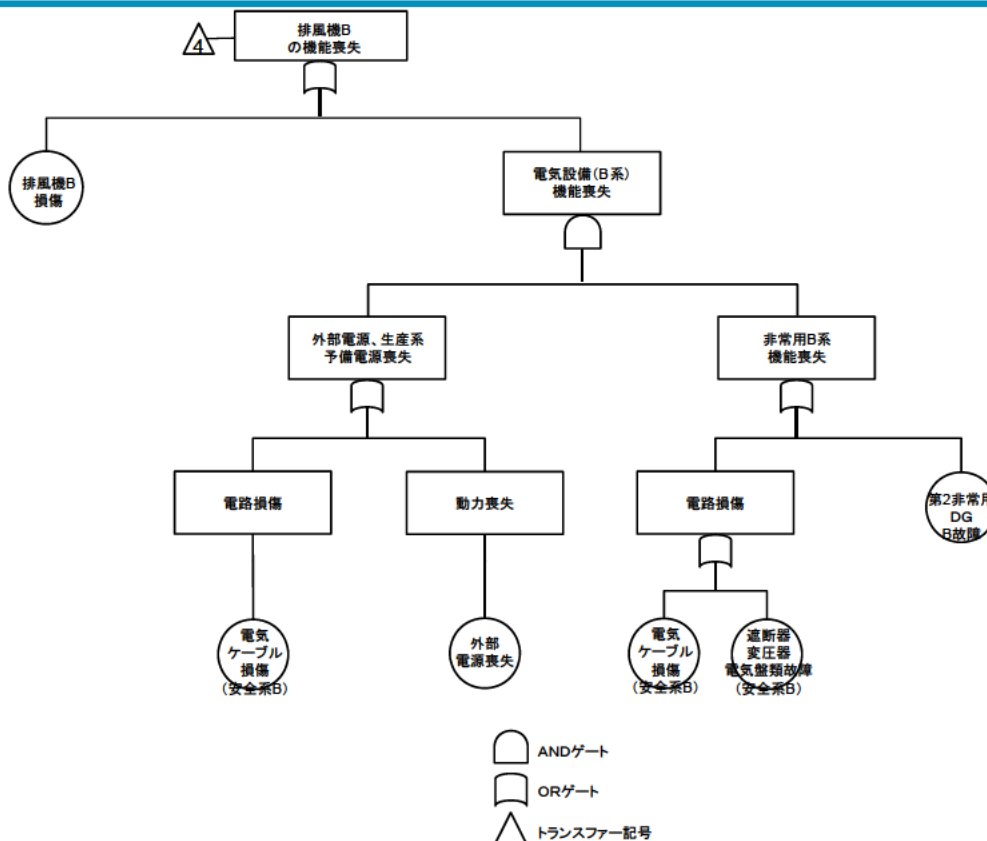 4
排風機B
の機能喪失
排風機B
損傷
電気設備(B系)
機能喪失
外部電源、生産系
予備電源喪失
非常用B系
機能喪失
電路損傷
動力喪失
電路損傷
第2非常用
DG
B故障
電気
ケーブル
損傷
(安全系B)
外部
電源喪失
電気
ケーブル
損傷
(安全系B)
遮断器
変圧器
電気盤類故障
(安全系B)
ANDゲート
ORゲート
トランスファー記号